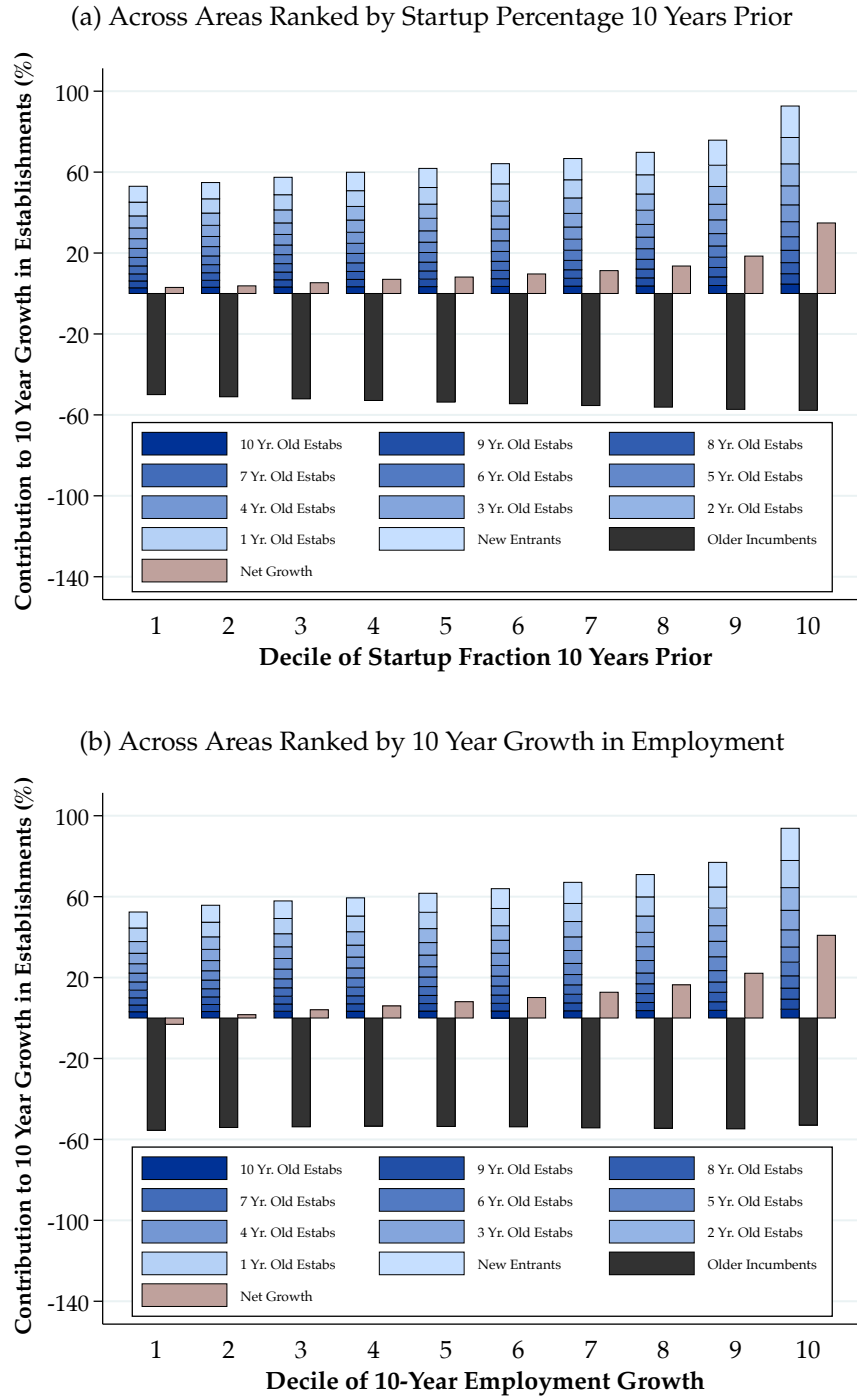 (a) Across Areas Ranked by Startup Percentage 10 Years Prior
Contribution to 10 Year Growth in Establishments (%)
100
60
20
-20
-60
-100
-140
10 Yr. Old Estabs 9 Yr. Old Estabs 8 Yr. Old Estabs
7 Yr. Old Estabs 6 Yr. Old Estabs 5 Yr. Old Estabs
4 Yr. Old Estabs 3 Yr. Old Estabs 2 Yr. Old Estabs
1 Yr. Old Estabs New Entrants Older Incumbents
Net Growth
1 2 3 4 5 6 7 8 9 10
Decile of Startup Fraction 10 Years Prior
(b) Across Areas Ranked by 10 Year Growth in Employment
Contribution to 10 Year Growth in Establishments (%)
100
60
20
-20
-60
-100
-140
10 Yr. Old Estabs 9 Yr. Old Estabs 8 Yr. Old Estabs
7 Yr. Old Estabs 6 Yr. Old Estabs 5 Yr. Old Estabs
4 Yr. Old Estabs 3 Yr. Old Estabs 2 Yr. Old Estabs
1 Yr. Old Estabs New Entrants Older Incumbents
Net Growth
1 2 3 4 5 6 7 8 9 10
Decile of 10-Year Employment Growth